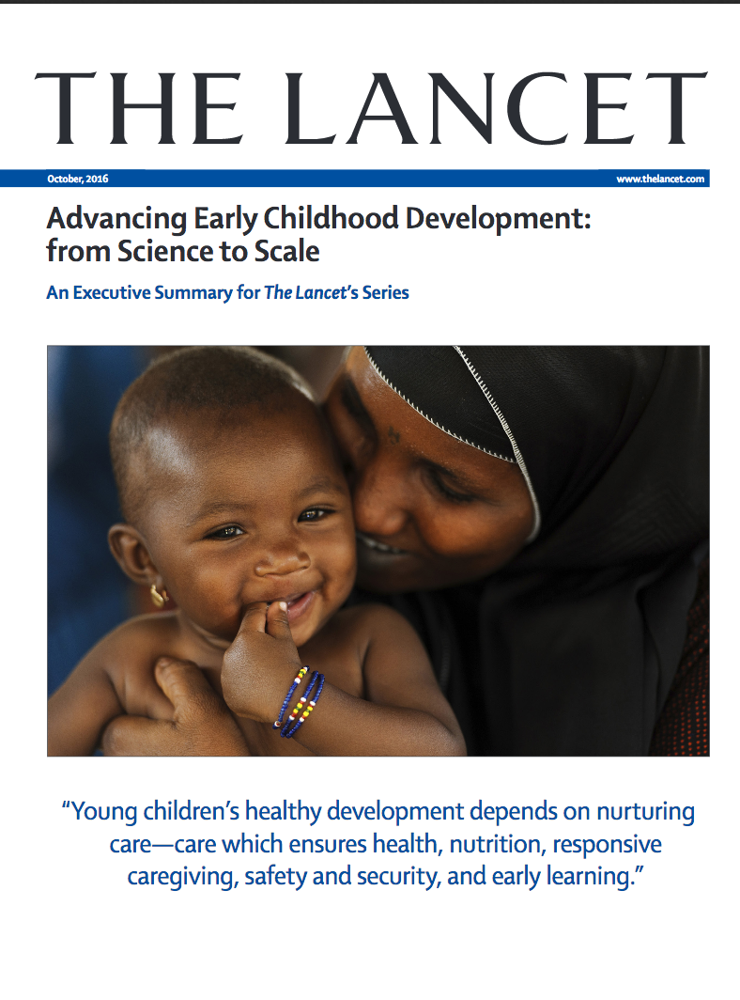 THE LANCET
October, 2016
www.thelancet.com
Advancing Early Childhood Development:
from Science to Scale
An Executive Summary for The Lancet’s Series
“Young children’s healthy development depends on nurturing
care—care which ensures health, nutrition, responsive
caregiving, safety and security, and early learning.”